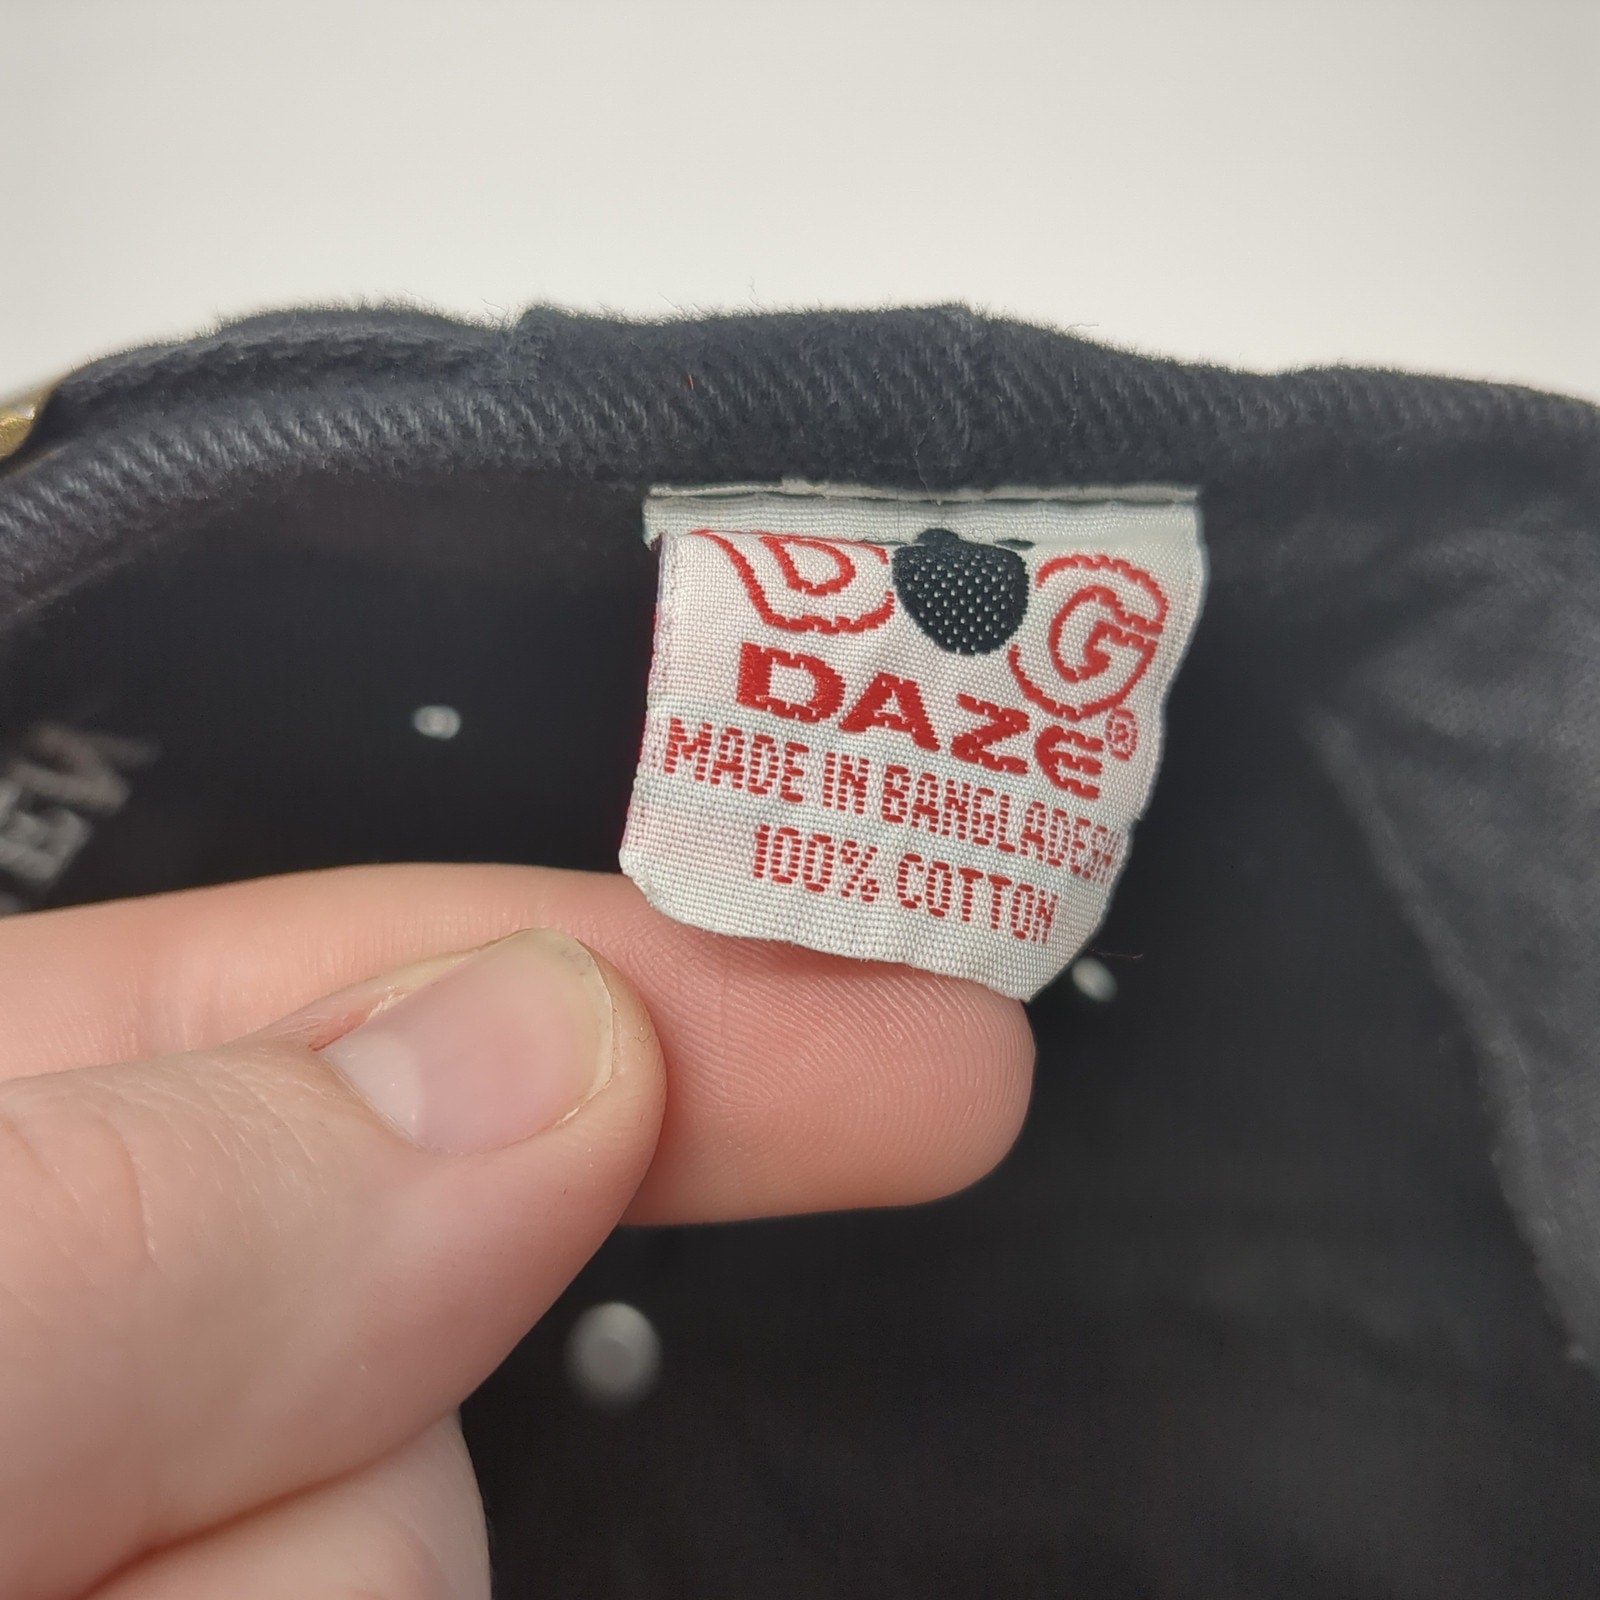 DOG
DAZE®
MADE IN BANGLADESH
100% COTTON